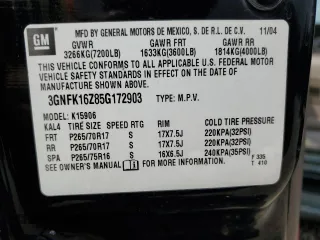 GM
MFD BY GENERAL MOTORS DE MEXICO, S. DE R.L. DE C.V. 11/04
GVWR GAWR FRT GAWR RR
3266KG(7200LB) 1633KG(3600LB) 1814KG(4000LB)
THIS VEHICLE CONFORMS TO ALL APPLICABLE U.S. FEDERAL MOTOR
VEHICLE SAFETY STANDARDS IN EFFECT ON THE DATE OF
MANUFACTURE SHOWN ABOVE.
3GNFK16Z85G172903 TYPE: M.P.V.
MODEL: K15906
KAL4 TIRE SIZE SPEED RTG RIM COLD TIRE PRESSURE
FRT P265/70R17 S 17X7.5J 220KPA(32PSI)
RR P265/70R17 S 17X7.5J 220KPA(32PSI)
SPA P265/75R16 S 16X6.5J 240KPA(35PSI)
SEE OWNER'S MANUAL FOR MORE INFORMATION.
F 335
T 410